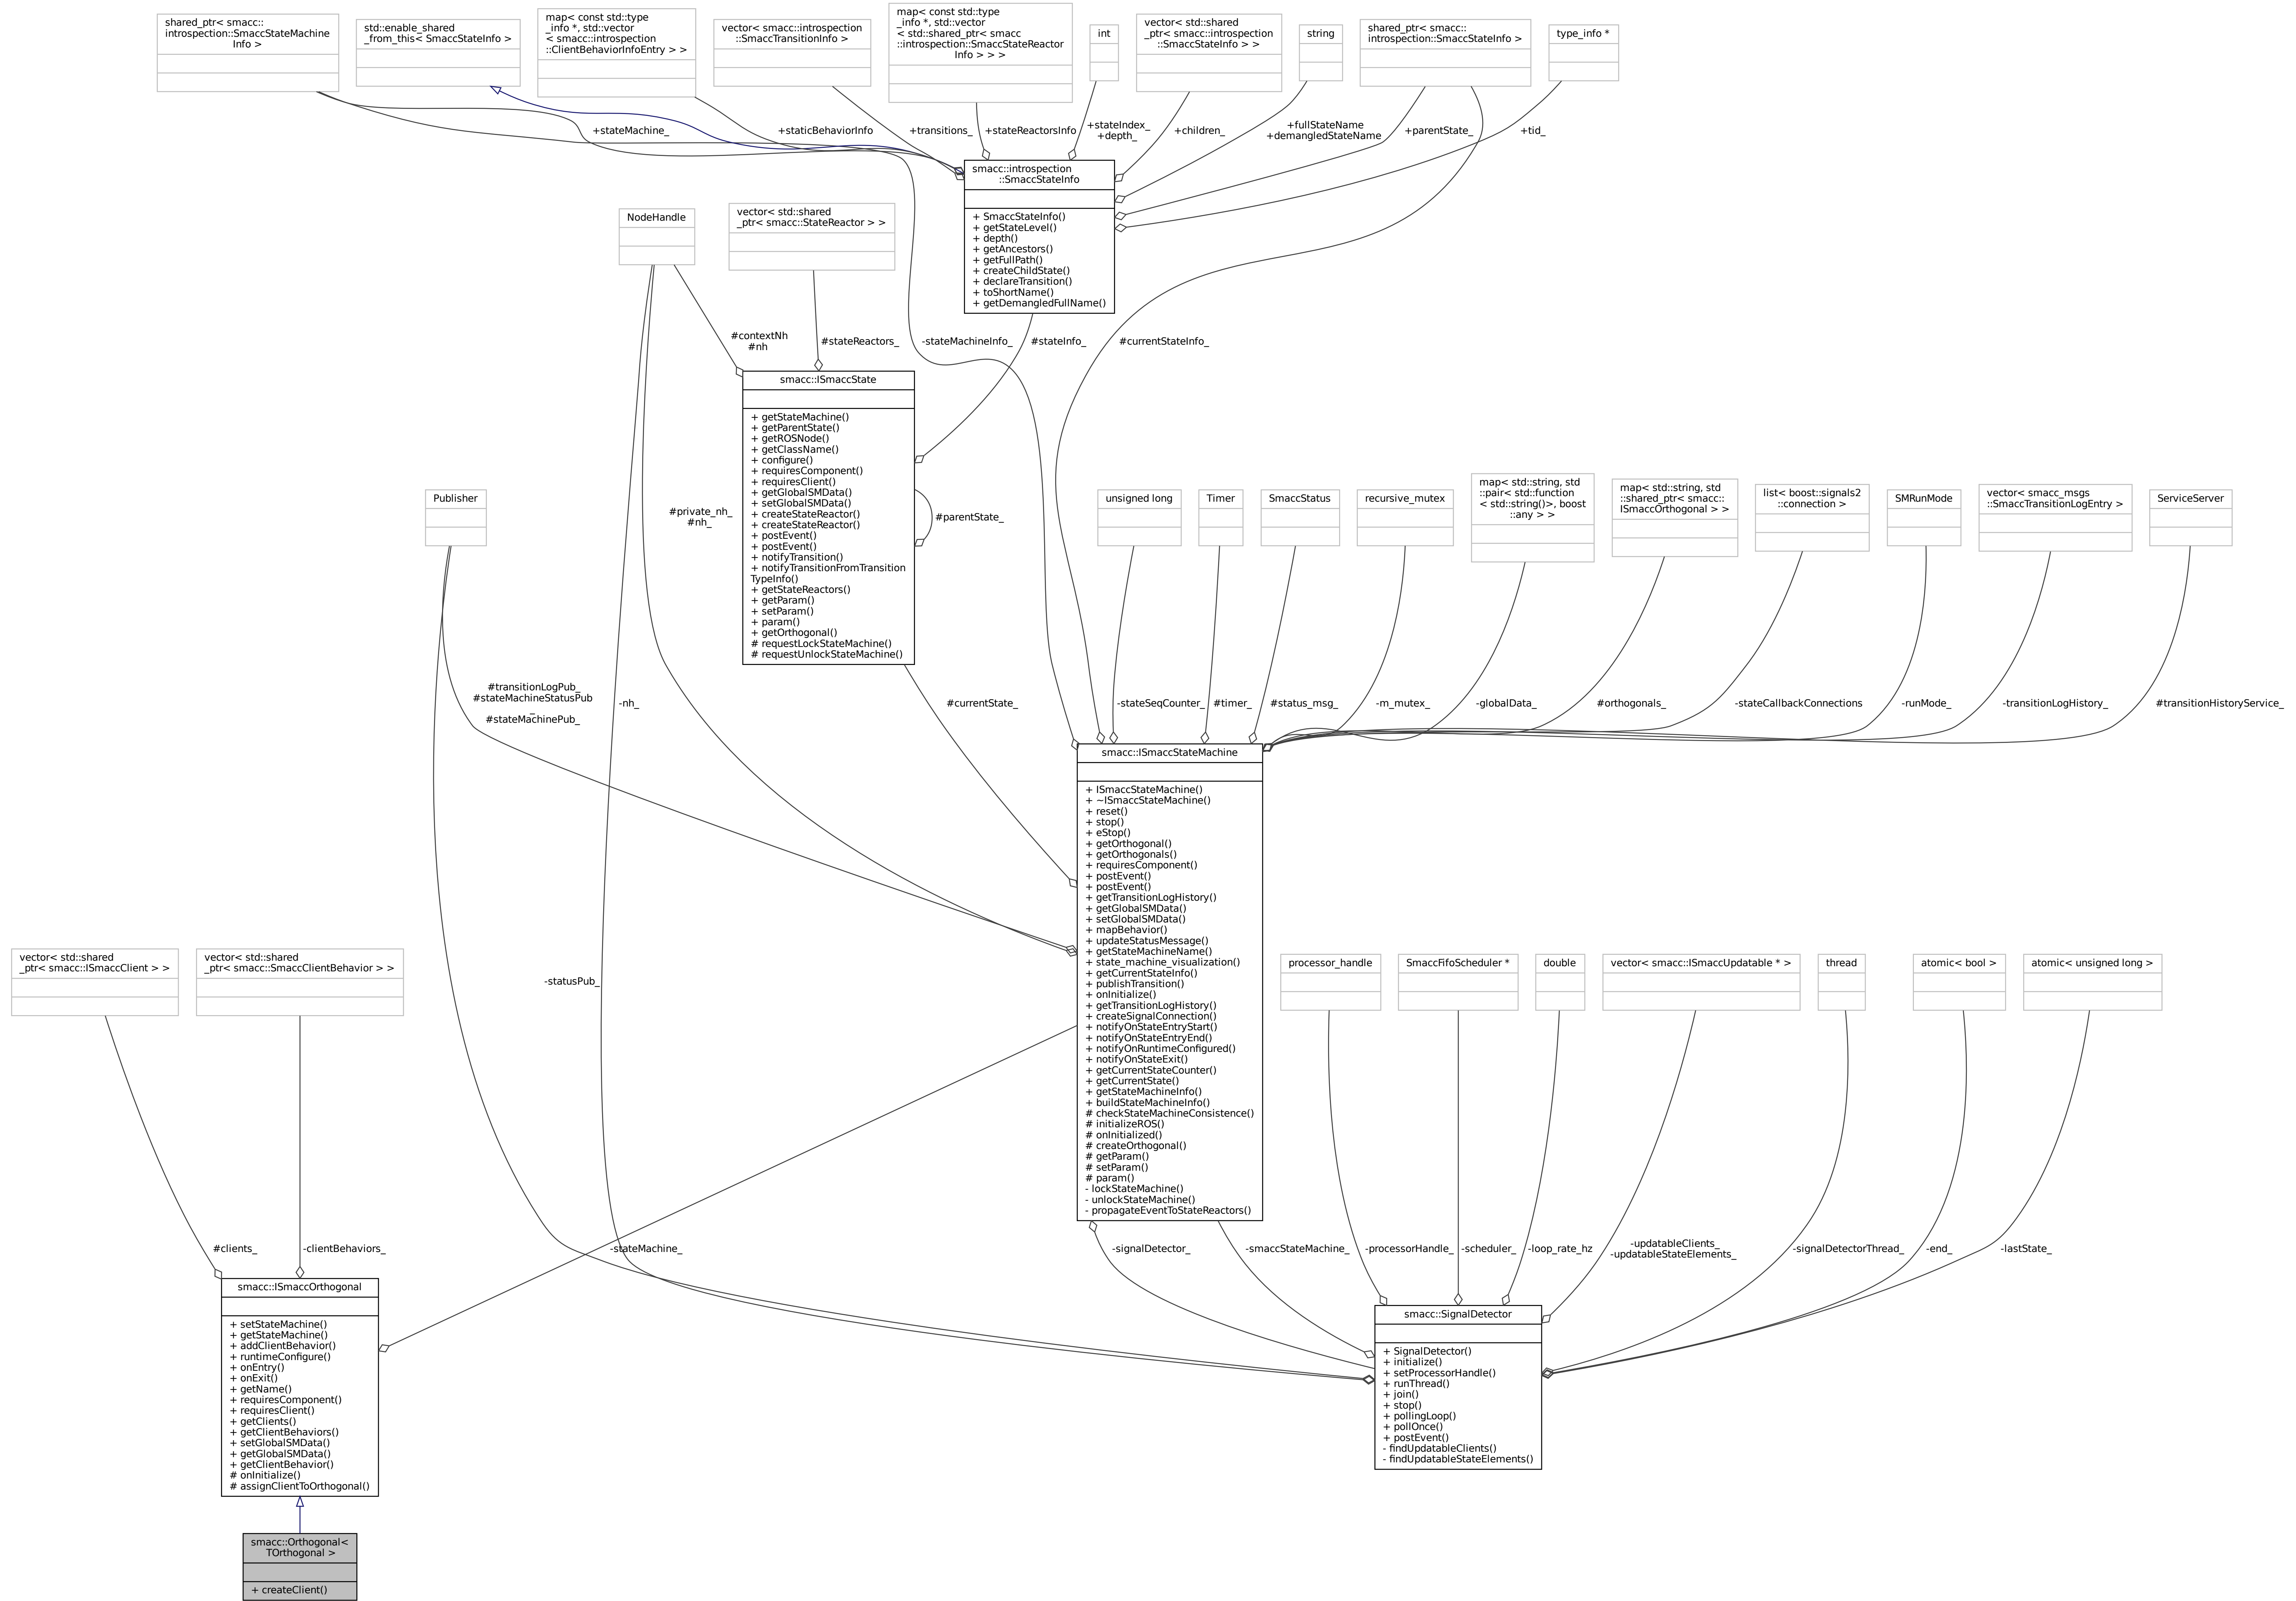 shared_ptr< smacc::
introspection::SmaccStateMachine
Info >
std::enable_shared
_from_this< SmaccStateInfo >
map< const std::type
_info *, std::vector
< smacc::introspection
::ClientBehaviorInfoEntry > >
vector< smacc::introspection
::SmaccTransitionInfo >
map< const std::type
_info *, std::vector
< std::shared_ptr< smacc
::introspection::SmaccStateReactor
Info > > >
int
vector< std::shared
_ptr< smacc::introspection
::SmaccStateInfo > >
string
shared_ptr< smacc::
introspection::SmaccStateInfo >
type_info *
+stateMachine_
+staticBehaviorInfo
+transitions_
+stateReactorsInfo
+stateIndex_
+depth_
+children_
+fullStateName
+demangledStateName
+parentState_
+tid_
smacc::introspection
::SmaccStateInfo
+ SmaccStateInfo()
+ getStateLevel()
+ depth()
+ getAncestors()
+ getFullPath()
+ createChildState()
+ declareTransition()
+ toShortName()
+ getDemangledFullName()
NodeHandle
vector< std::shared
_ptr< smacc::StateReactor > >
#contextNh
#nh
#stateReactors_
-stateMachineInfo_
#stateInfo_
#currentStateInfo_
smacc::ISmaccState
+ getStateMachine()
+ getParentState()
+ getROSNode()
+ getClassName()
+ configure()
+ requiresComponent()
+ requiresClient()
+ getGlobalSMData()
+ setGlobalSMData()
+ createStateReactor()
+ createStateReactor()
+ postEvent()
+ postEvent()
+ notifyTransition()
+ notifyTransitionFromTransition
TypeInfo()
+ getStateReactors()
+ getParam()
+ setParam()
+ param()
+ getOrthogonal()
# requestLockStateMachine()
# requestUnlockStateMachine()
#parentState_
#private_nh_
#nh_
Publisher
unsigned long
Timer
SmaccStatus
recursive_mutex
map< std::string, std
::pair< std::function
< std::string()>, boost
::any > >
map< std::string, std
::shared_ptr< smacc::
ISmaccOrthogonal > >
list< boost::signals2
::connection >
SMRunMode
vector< smacc_msgs
::SmaccTransitionLogEntry >
ServiceServer
#transitionLogPub_
#stateMachineStatusPub
_
#stateMachinePub_
-nh_
#currentState_
-stateSeqCounter_
#timer_
#status_msg_
-m_mutex_
-globalData_
#orthogonals_
-stateCallbackConnections
-runMode_
-transitionLogHistory_
#transitionHistoryService_
smacc::ISmaccStateMachine
+ ISmaccStateMachine()
+ ~ISmaccStateMachine()
+ reset()
+ stop()
+ eStop()
+ getOrthogonal()
+ getOrthogonals()
+ requiresComponent()
+ postEvent()
+ postEvent()
+ getTransitionLogHistory()
+ getGlobalSMData()
+ setGlobalSMData()
+ mapBehavior()
+ updateStatusMessage()
+ getStateMachineName()
+ state_machine_visualization()
+ getCurrentStateInfo()
+ publishTransition()
+ onInitialize()
+ getTransitionLogHistory()
+ createSignalConnection()
+ notifyOnStateEntryStart()
+ notifyOnStateEntryEnd()
+ notifyOnRuntimeConfigured()
+ notifyOnStateExit()
+ getCurrentStateCounter()
+ getCurrentState()
+ getStateMachineInfo()
+ buildStateMachineInfo()
# checkStateMachineConsistence()
# initializeROS()
# onInitialized()
# createOrthogonal()
# getParam()
# setParam()
# param()
- lockStateMachine()
- unlockStateMachine()
- propagateEventToStateReactors()
vector< std::shared
_ptr< smacc::ISmaccClient > >
vector< std::shared
_ptr< smacc::SmaccClientBehavior > >
-statusPub_
processor_handle
SmaccFifoScheduler *
double
vector< smacc::ISmaccUpdatable * >
thread
atomic< bool >
atomic< unsigned long >
#clients_
-clientBehaviors_
-stateMachine_
-signalDetector_
-smaccStateMachine_
-processorHandle_
-scheduler_
-loop_rate_hz
-updatableClients_
-updatableStateElements_
-signalDetectorThread_
-end_
-lastState_
smacc::ISmaccOrthogonal
+ setStateMachine()
+ getStateMachine()
+ addClientBehavior()
+ runtimeConfigure()
+ onEntry()
+ onExit()
+ getName()
+ requiresComponent()
+ requiresClient()
+ getClients()
+ getClientBehaviors()
+ setGlobalSMData()
+ getGlobalSMData()
+ getClientBehavior()
# onInitialize()
# assignClientToOrthogonal()
smacc::SignalDetector
+ SignalDetector()
+ initialize()
+ setProcessorHandle()
+ runThread()
+ join()
+ stop()
+ pollingLoop()
+ pollOnce()
+ postEvent()
- findUpdatableClients()
- findUpdatableStateElements()
smacc::Orthogonal<
TOrthogonal >
+ createClient()